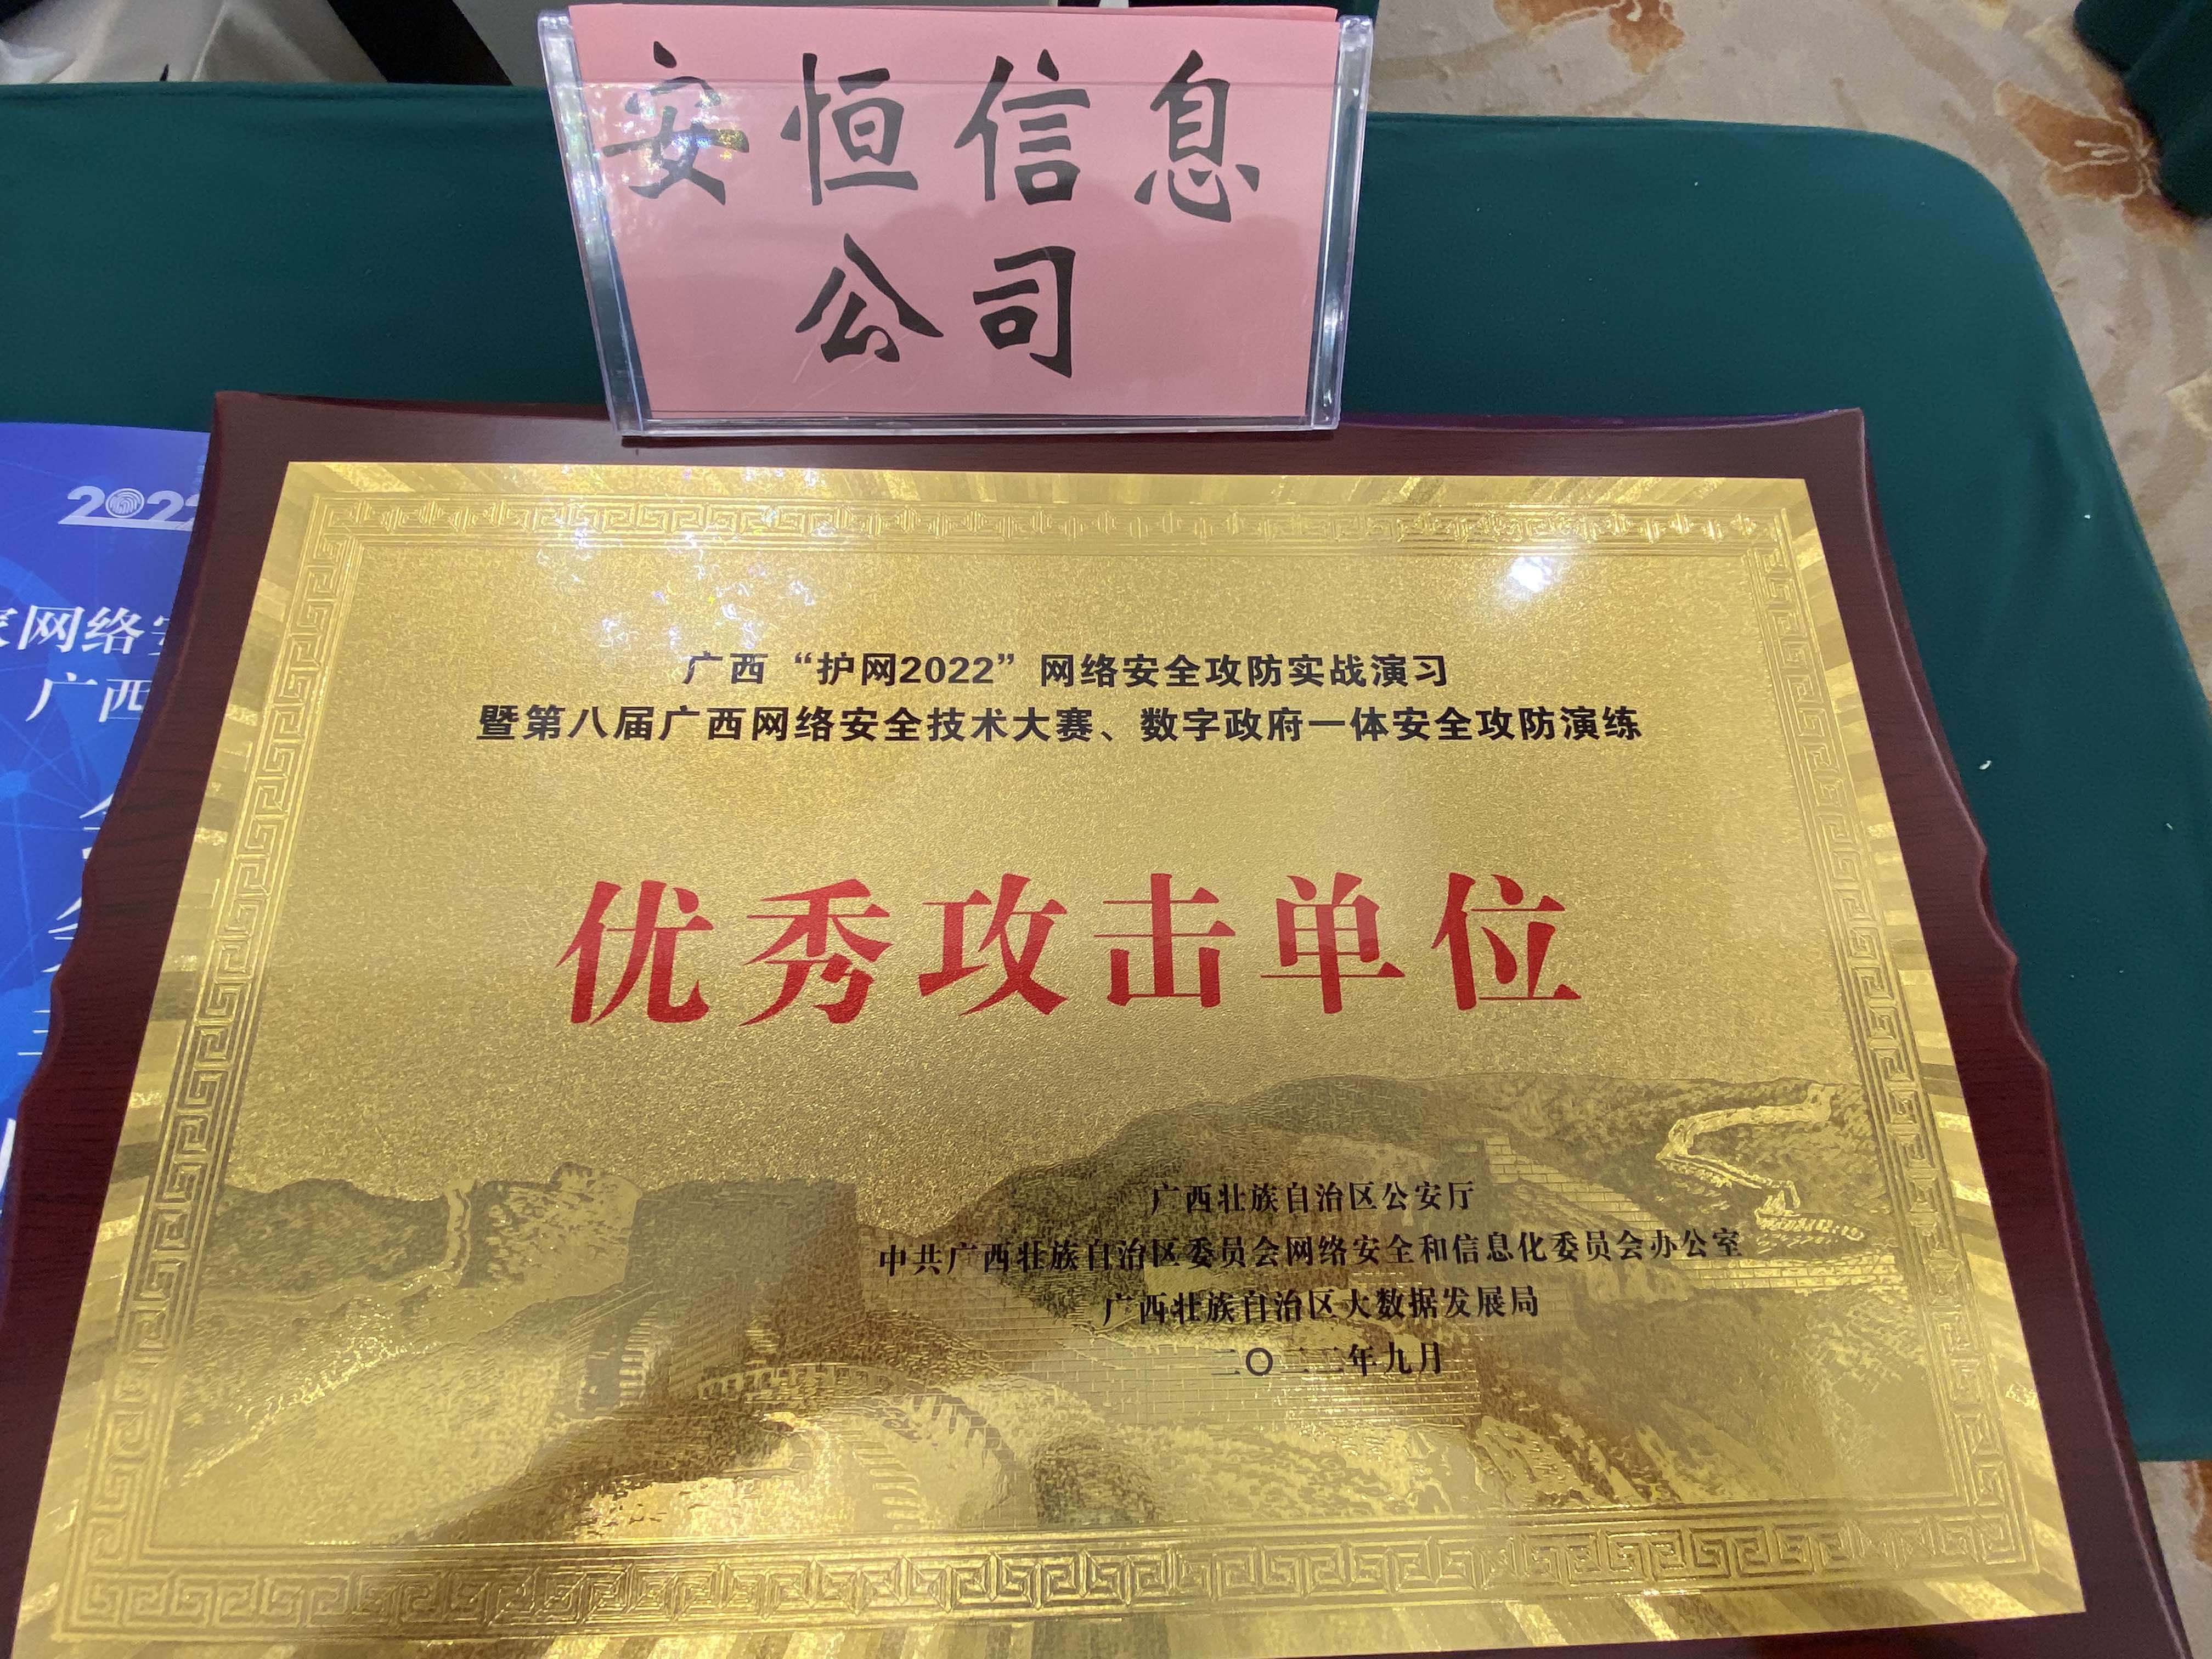 安恒信息
公司
2022
网络安
广西
广西“护网2022”网络安全攻防实战演习
暨第八届广西网络安全技术大赛、数字政府一体安全攻防演练
优秀攻击单位
广西壮族自治区公安厅
中共广西壮族自治区委员会网络安全和信息化委员会办公室
广西壮族自治区大数据发展局
二〇二二年九月